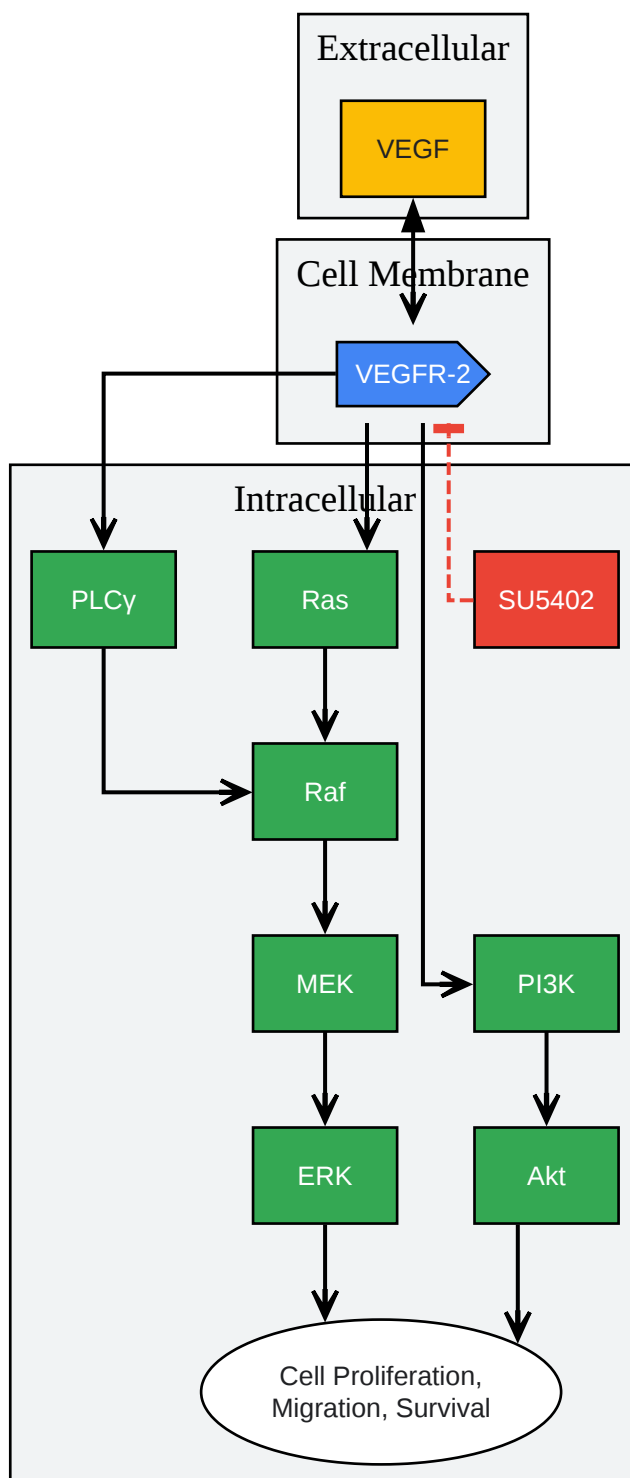 Extracellular
VEGF
Cell Membrane
VEGFR-2
Intracellular
PLCγ
Ras
SU5402
Raf
MEK
PI3K
ERK
Akt
Cell Proliferation,
Migration, Survival